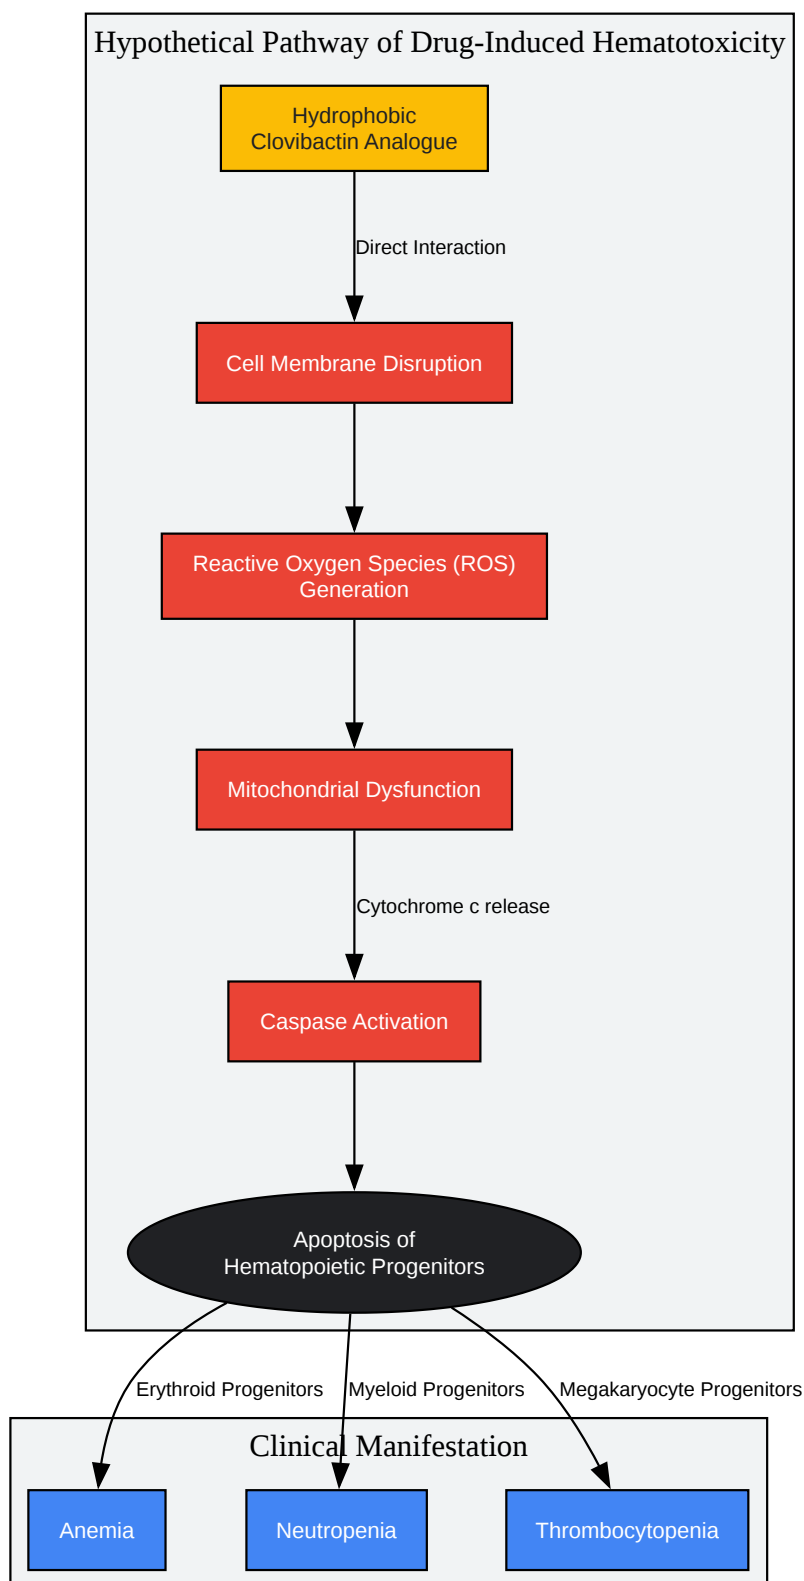 Hypothetical Pathway of Drug-Induced Hematotoxicity
Hydrophobic
Clovibactin Analogue
Direct Interaction
Cell Membrane Disruption
Reactive Oxygen Species (ROS)
Generation
Mitochondrial Dysfunction
Cytochrome c release
Caspase Activation
Apoptosis of
Hematopoietic Progenitors
Erythroid Progenitors
Myeloid Progenitors
Megakaryocyte Progenitors
Clinical Manifestation
Anemia
Neutropenia
Thrombocytopenia